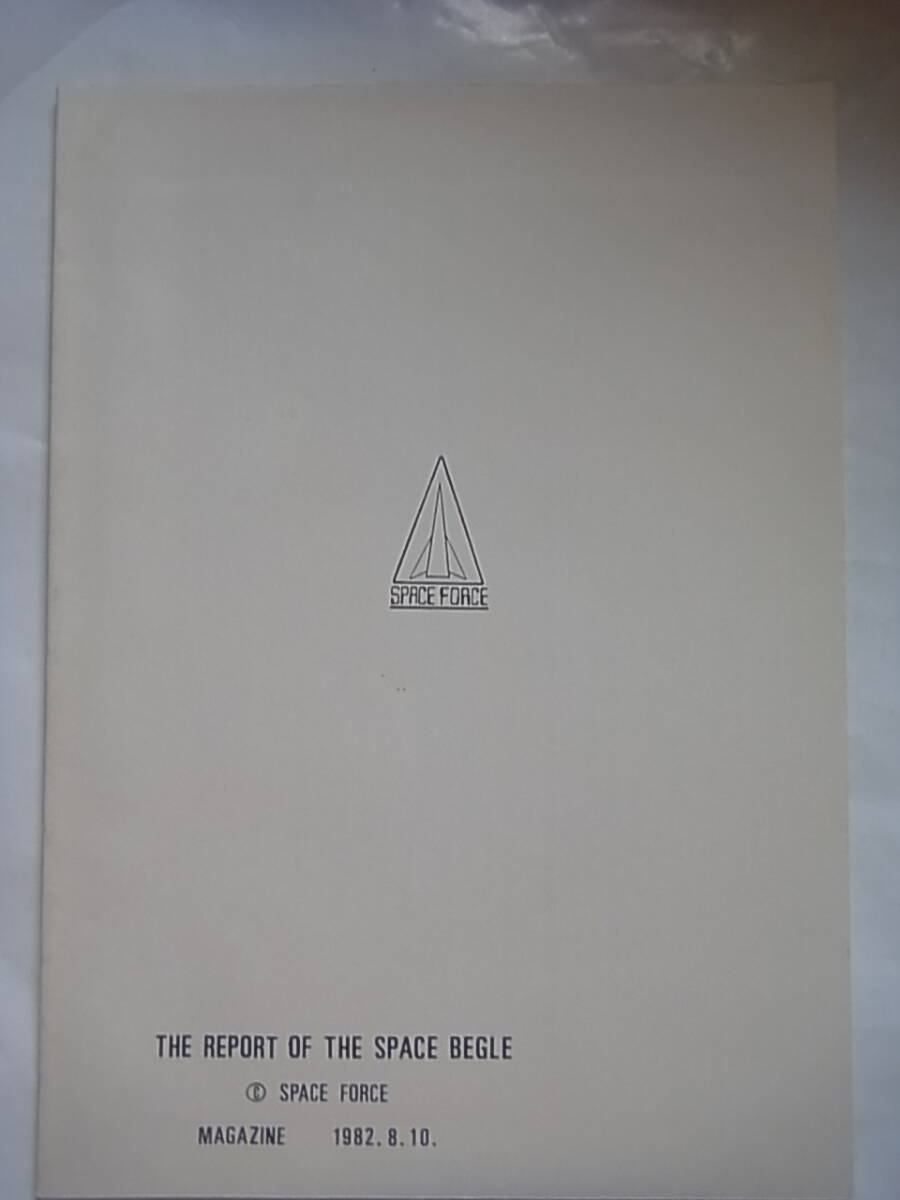 SPACE FORCE
THE REPORT OF THE SPACE BEGLE
© SPACE FORCE
MAGAZINE 1982.8.10.